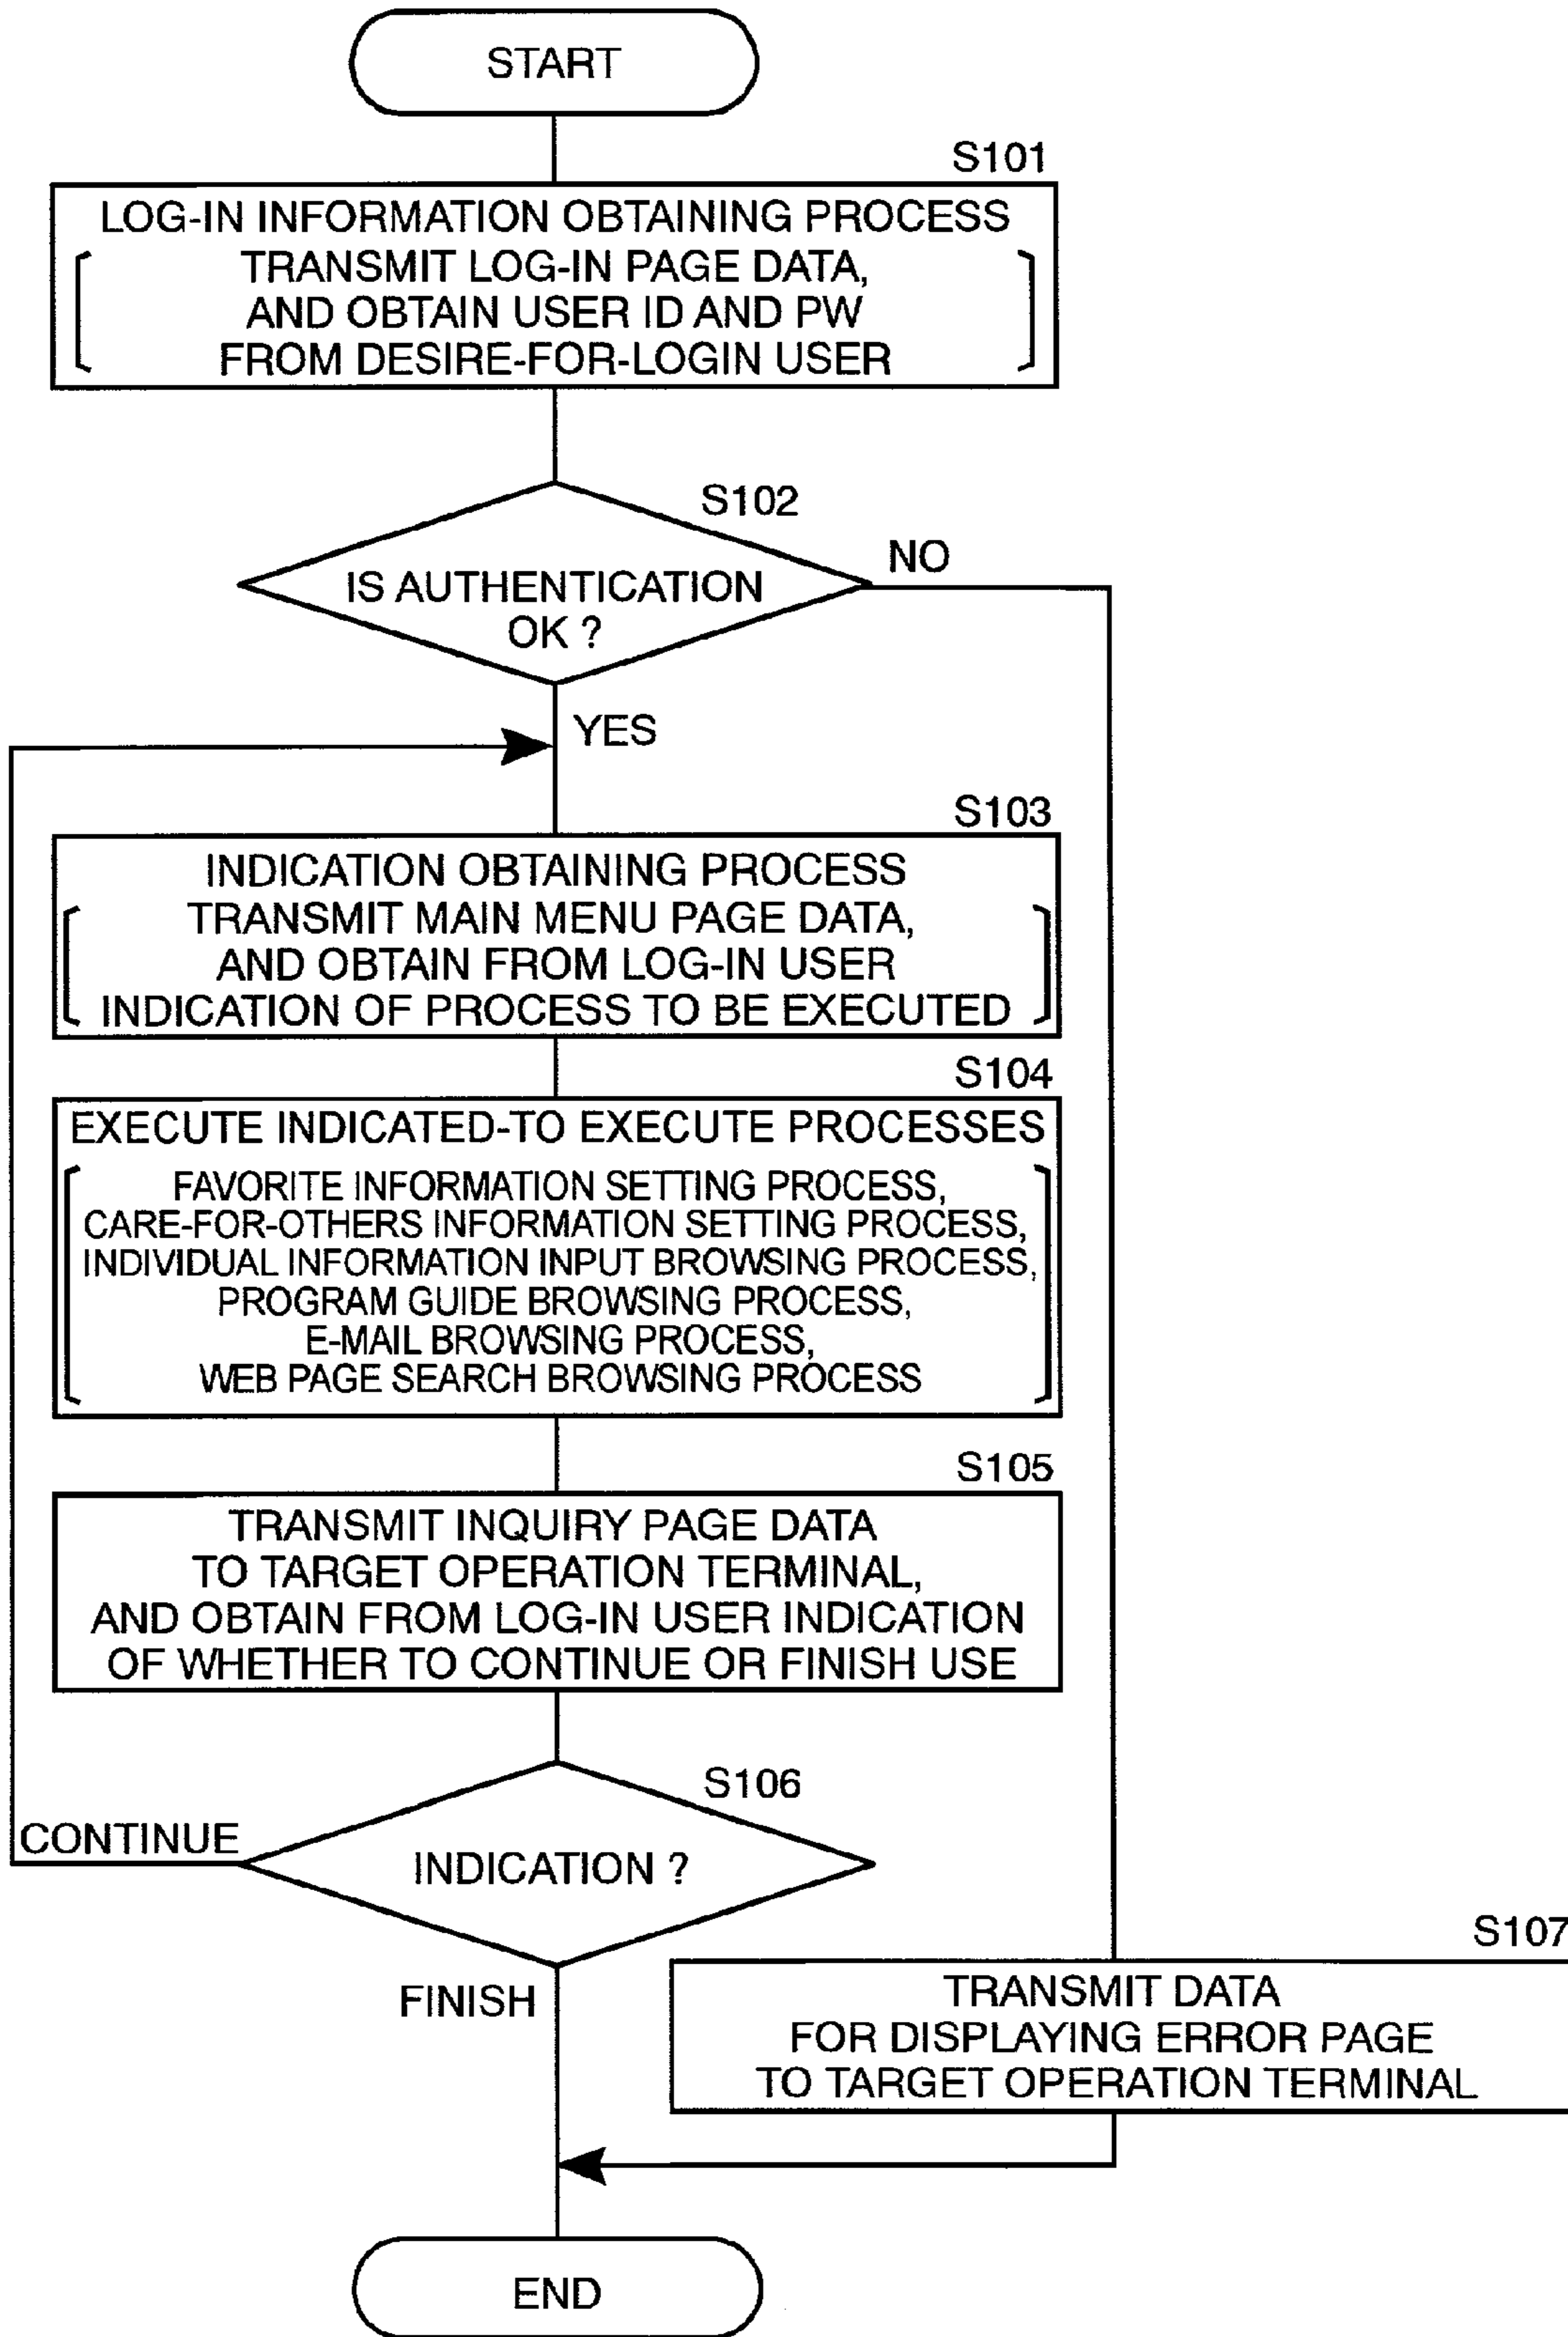 START
S101
LOG-IN INFORMATION OBTAINING PROCESS
TRANSMIT LOG-IN PAGE DATA,
AND OBTAIN USER ID AND PW
FROM DESIRE-FOR-LOGIN USER
S102
NO
IS AUTHENTICATION
OK ?
YES
S103
INDICATION OBTAINING PROCESS
TRANSMIT MAIN MENU PAGE DATA,
AND OBTAIN FROM LOG-IN USER
INDICATION OF PROCESS TO BE EXECUTED
S104
EXECUTE INDICATED-TO EXECUTE PROCESSES
FAVORITE INFORMATION SETTING PROCESS,
CARE-FOR-OTHERS INFORMATION SETTING PROCESS,
INDIVIDUAL INFORMATION INPUT BROWSING PROCESS,
PROGRAM GUIDE BROWSING PROCESS,
E-MAIL BROWSING PROCESS,
WEB PAGE SEARCH BROWSING PROCESS
S105
TRANSMIT INQUIRY PAGE DATA
TO TARGET OPERATION TERMINAL,
AND OBTAIN FROM LOG-IN USER INDICATION
OF WHETHER TO CONTINUE OR FINISH USE
S106
CONTINUE
INDICATION ?
S107
FINISH
TRANSMIT DATA
FOR DISPLAYING ERROR PAGE
TO TARGET OPERATION TERMINAL
END